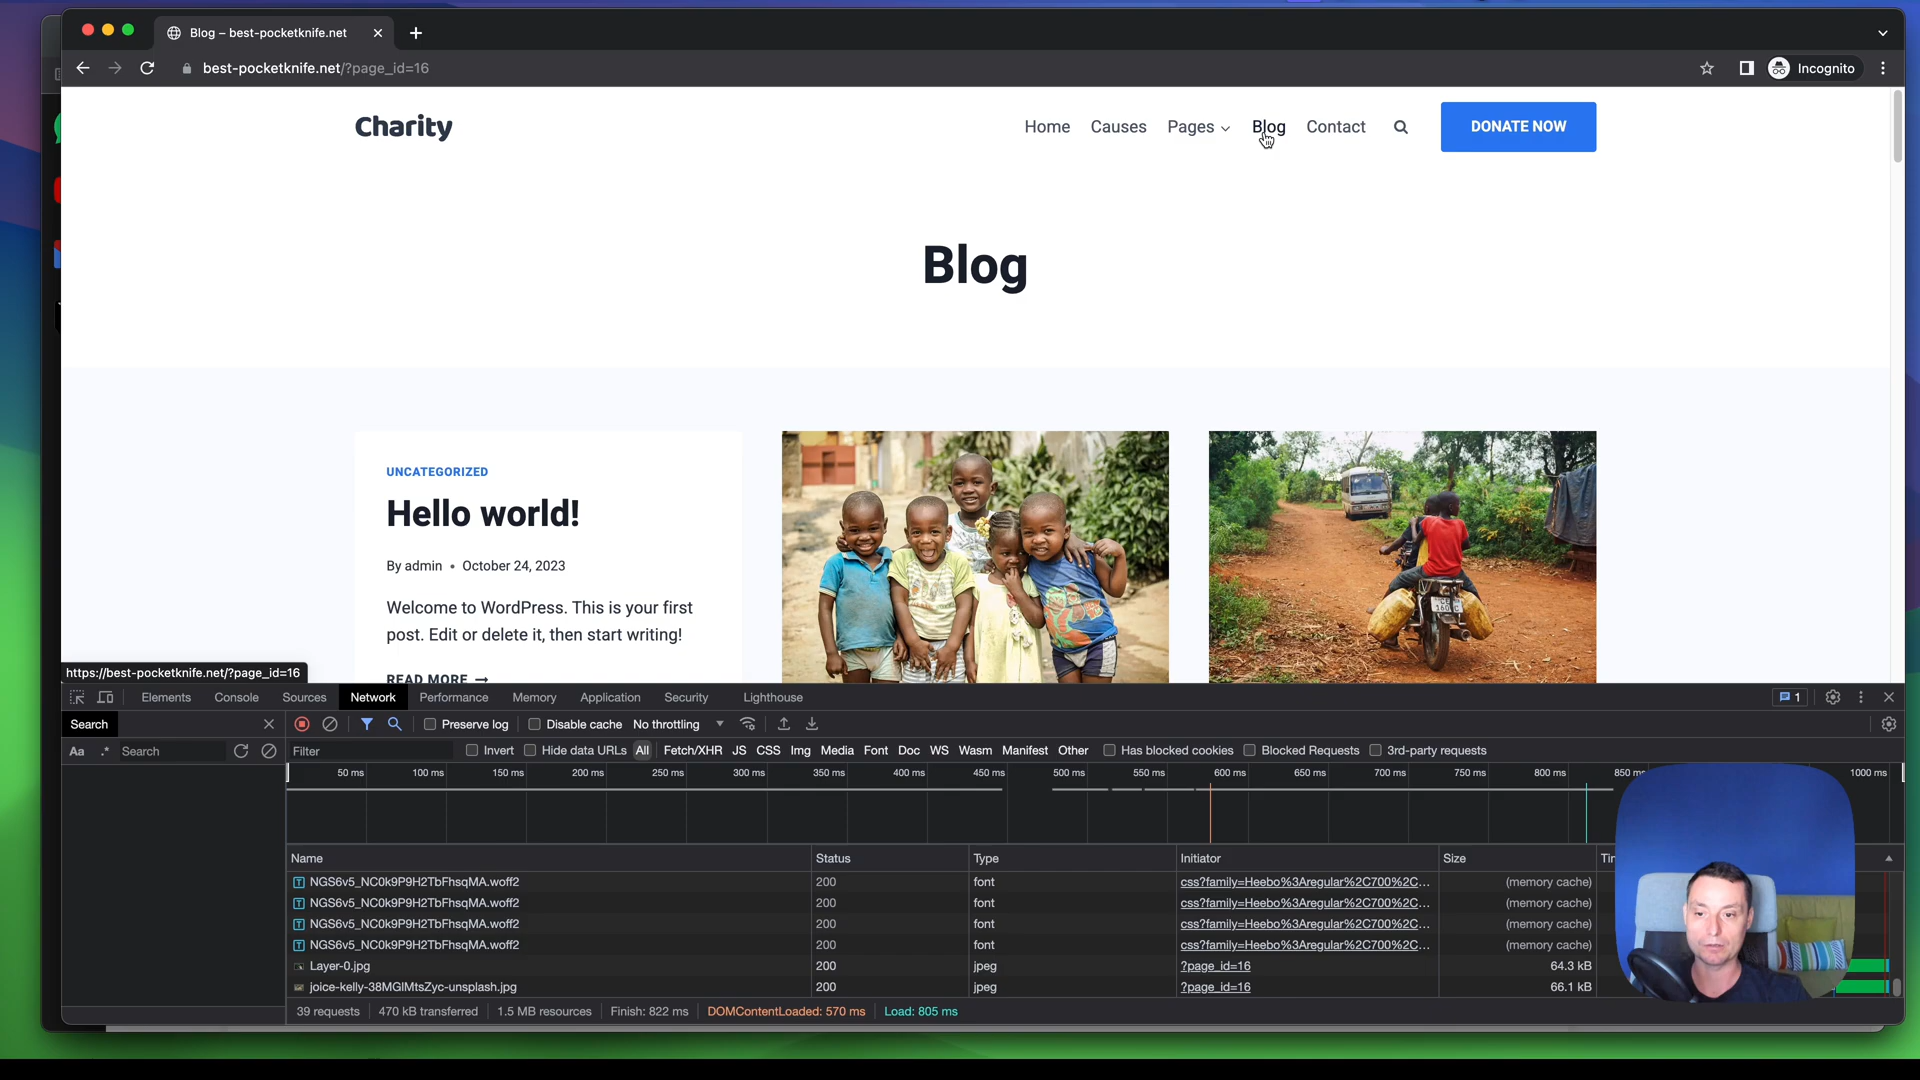 Blog – best-pocketknife.net
best-pocketknife.net/?page_id=16
Incognito
Charity
Home
Causes
Pages
Blog
Contact
DONATE NOW
Blog
UNCATEGORIZED
Hello world!
By admin • October 24, 2023
Welcome to WordPress. This is your first
post. Edit or delete it, then start writing!
READ MORE →
https://best-pocketknife.net/?page_id=16
Elements Console Sources Network Performance Memory Application Security Lighthouse 1
Search
Preserve log Disable cache No throttling
Aa .* Search
Filter Invert Hide data URLs All Fetch/XHR JS CSS Img Media Font Doc WS Wasm Manifest Other Has blocked cookies Blocked Requests 3rd-party requests
50 ms 100 ms 150 ms 200 ms 250 ms 300 ms 350 ms 400 ms 450 ms 500 ms 550 ms 600 ms 650 ms 700 ms 750 ms 800 ms 850 ms 1000 ms
Name Status Type Initiator Size
NGS6v5_NC0k9P9H2TbFhsqMA.woff2 200 font css?family=Heebo%3Aregular%2C700%2C... (memory cache)
NGS6v5_NC0k9P9H2TbFhsqMA.woff2 200 font css?family=Heebo%3Aregular%2C700%2C... (memory cache)
NGS6v5_NC0k9P9H2TbFhsqMA.woff2 200 font css?family=Heebo%3Aregular%2C700%2C... (memory cache)
NGS6v5_NC0k9P9H2TbFhsqMA.woff2 200 font css?family=Heebo%3Aregular%2C700%2C... (memory cache)
Layer-0.jpg 200 jpeg ?page_id=16 64.3 kB
joice-kelly-38MGlMtsZyc-unsplash.jpg 200 jpeg ?page_id=16 66.1 kB
39 requests 470 kB transferred 1.5 MB resources Finish: 822 ms DOMContentLoaded: 570 ms Load: 805 ms